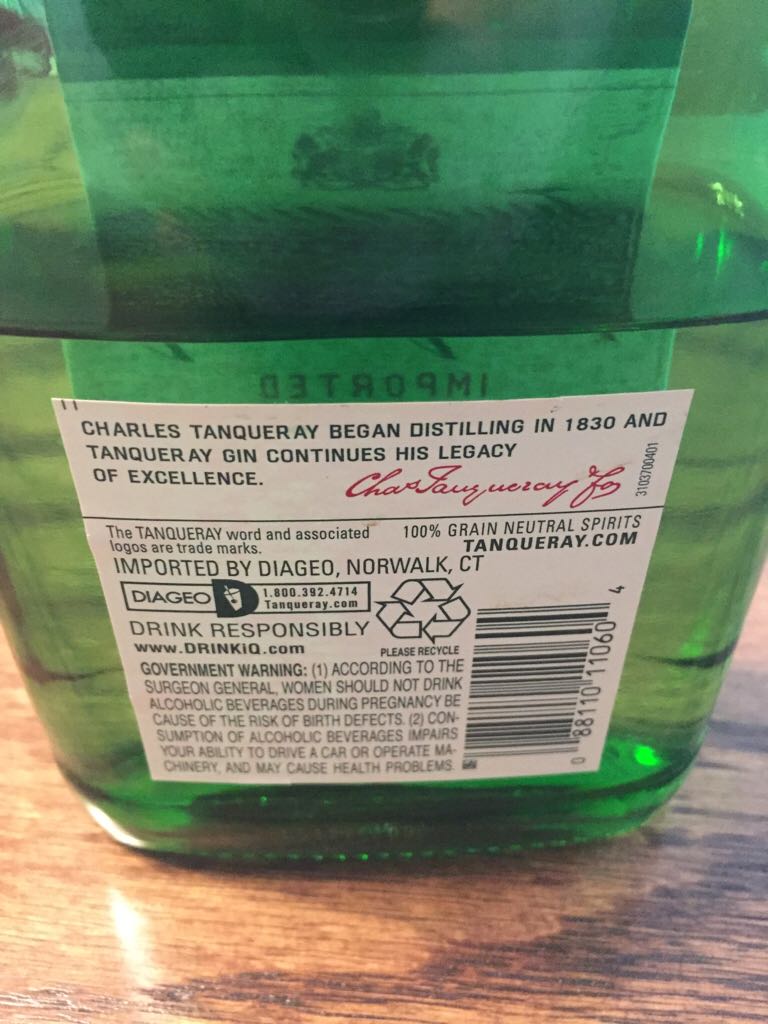 IMPORTED
CHARLES TANQUERAY BEGAN DISTILLING IN 1830 AND
TANQUERAY GIN CONTINUES HIS LEGACY
OF EXCELLENCE.
Chas Tanqueray & Co
3103700401
The TANQUERAY word and associated
logos are trade marks.
100% GRAIN NEUTRAL SPIRITS
TANQUERAY.COM
IMPORTED BY DIAGEO, NORWALK, CT
DIAGEO
1.800.392.4714
Tanqueray.com
DRINK RESPONSIBLY
www.DRINKiQ.com
PLEASE RECYCLE
GOVERNMENT WARNING: (1) ACCORDING TO THE
SURGEON GENERAL, WOMEN SHOULD NOT DRINK
ALCOHOLIC BEVERAGES DURING PREGNANCY BE
CAUSE OF THE RISK OF BIRTH DEFECTS. (2) CON-
SUMPTION OF ALCOHOLIC BEVERAGES IMPAIRS
YOUR ABILITY TO DRIVE A CAR OR OPERATE MA-
CHINERY, AND MAY CAUSE HEALTH PROBLEMS.
0 88110 11060 4